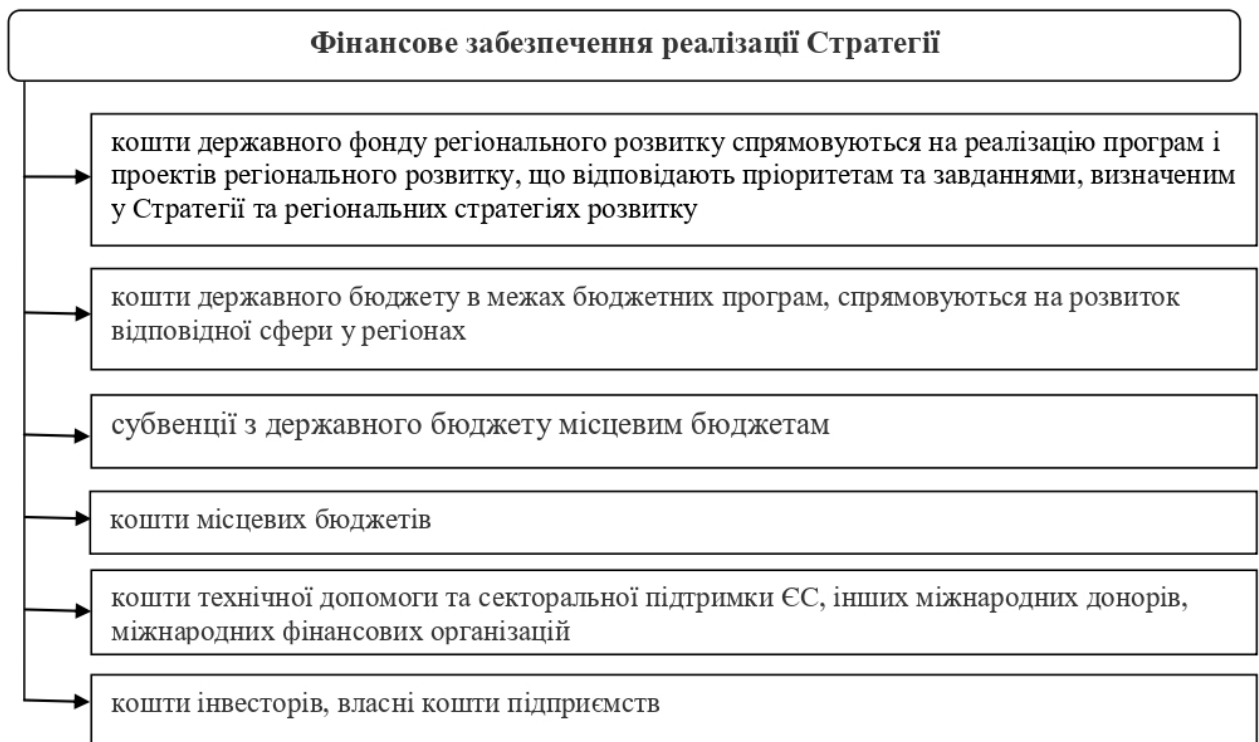 Фінансове забезпечення реалізації Стратегії
кошти державного фонду регіонального розвитку спрямовуються на реалізацію програм і
проектів регіонального розвитку, що відповідають пріоритетам та завданнями, визначеним
у Стратегії та регіональних стратегіях розвитку
кошти державного бюджету в межах бюджетних програм, спрямовуються на розвиток
відповідної сфери у регіонах
субвенції з державного бюджету місцевим бюджетам
кошти місцевих бюджетів
кошти технічної допомоги та секторальної підтримки ЄС, інших міжнародних донорів,
міжнародних фінансових організацій
кошти інвесторів, власні кошти підприємств